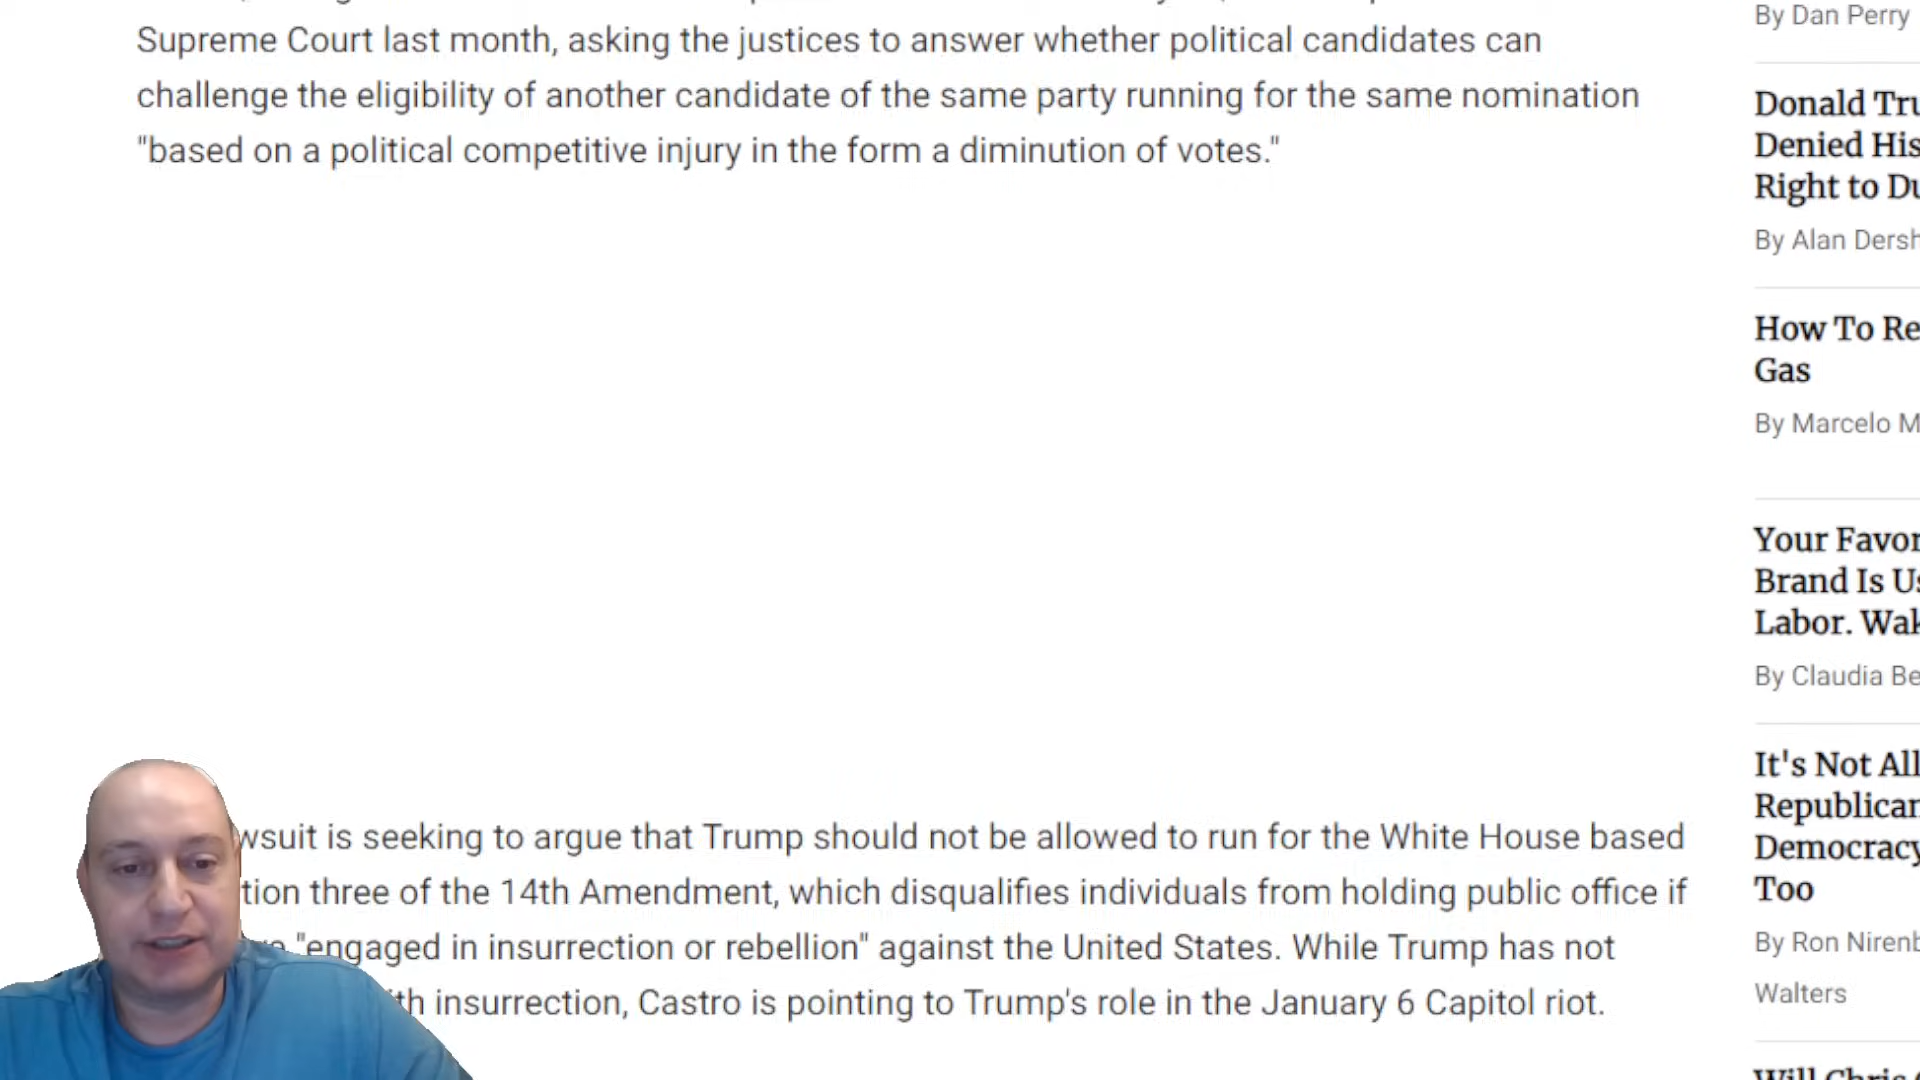 Supreme Court last month, asking the justices to answer whether political candidates can
challenge the eligibility of another candidate of the same party running for the same nomination
"based on a political competitive injury in the form a diminution of votes."
wsuit is seeking to argue that Trump should not be allowed to run for the White House based
tion three of the 14th Amendment, which disqualifies individuals from holding public office if
"engaged in insurrection or rebellion" against the United States. While Trump has not
th insurrection, Castro is pointing to Trump's role in the January 6 Capitol riot.
By Dan Perry
Donald Tru
Denied His
Right to Du
By Alan Dersh
How To Re
Gas
By Marcelo M
Your Favor
Brand Is Us
Labor. Wak
By Claudia Be
It's Not All
Republican
Democracy
Too
By Ron Nirenb
Walters
Will Chris